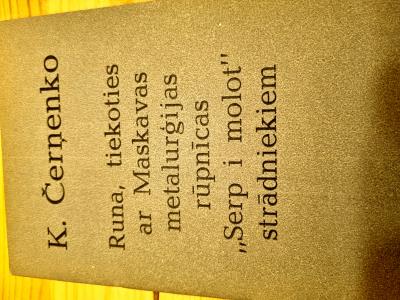 K. Čerņenko
Runa, tiekoties
ar Maskavas
metalurģijas
rūpnīcas
„Serp i molot”
strādniekiem